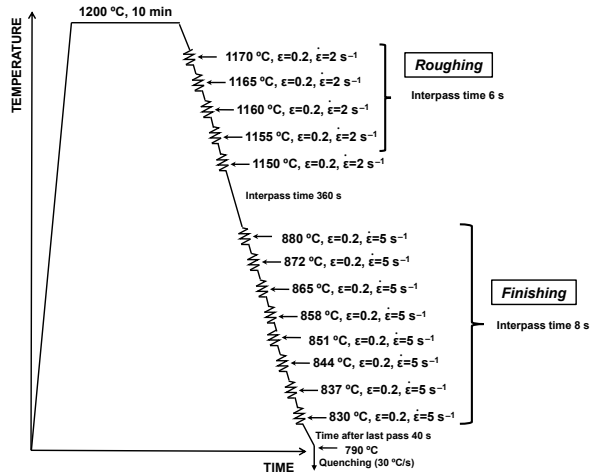 1200 ºC, 10 min
TEMPERATURE
1170 ºC, ε=0.2, ε̇=2 s⁻¹
1165 ºC, ε=0.2, ε̇=2 s⁻¹
1160 ºC, ε=0.2, ε̇=2 s⁻¹
1155 ºC, ε=0.2, ε̇=2 s⁻¹
1150 ºC, ε=0.2, ε̇=2 s⁻¹
Roughing
Interpass time 6 s
Interpass time 360 s
880 ºC, ε=0.2, ε̇=5 s⁻¹
872 ºC, ε=0.2, ε̇=5 s⁻¹
865 ºC, ε=0.2, ε̇=5 s⁻¹
858 ºC, ε=0.2, ε̇=5 s⁻¹
851 ºC, ε=0.2, ε̇=5 s⁻¹
844 ºC, ε=0.2, ε̇=5 s⁻¹
837 ºC, ε=0.2, ε̇=5 s⁻¹
830 ºC, ε=0.2, ε̇=5 s⁻¹
Finishing
Interpass time 8 s
Time after last pass 40 s
790 ºC
Quenching (30 ºC/s)
TIME